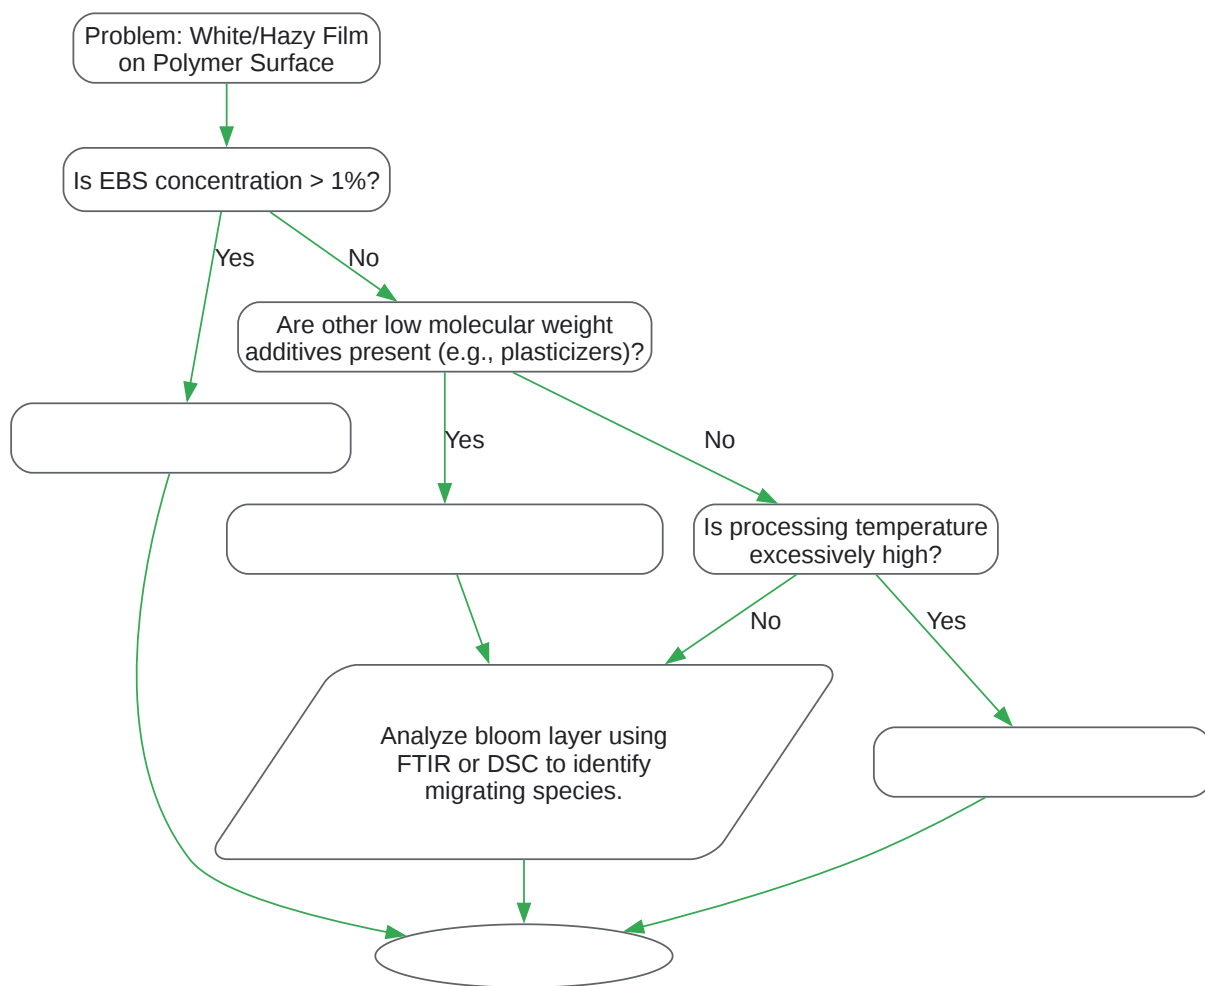 Problem: White/Hazy Film
on Polymer Surface
Is EBS concentration > 1%?
Yes
No
Are other low molecular weight
additives present (e.g., plasticizers)?
Yes
No
Is processing temperature
excessively high?
No
Yes
Analyze bloom layer using
FTIR or DSC to identify
migrating species.